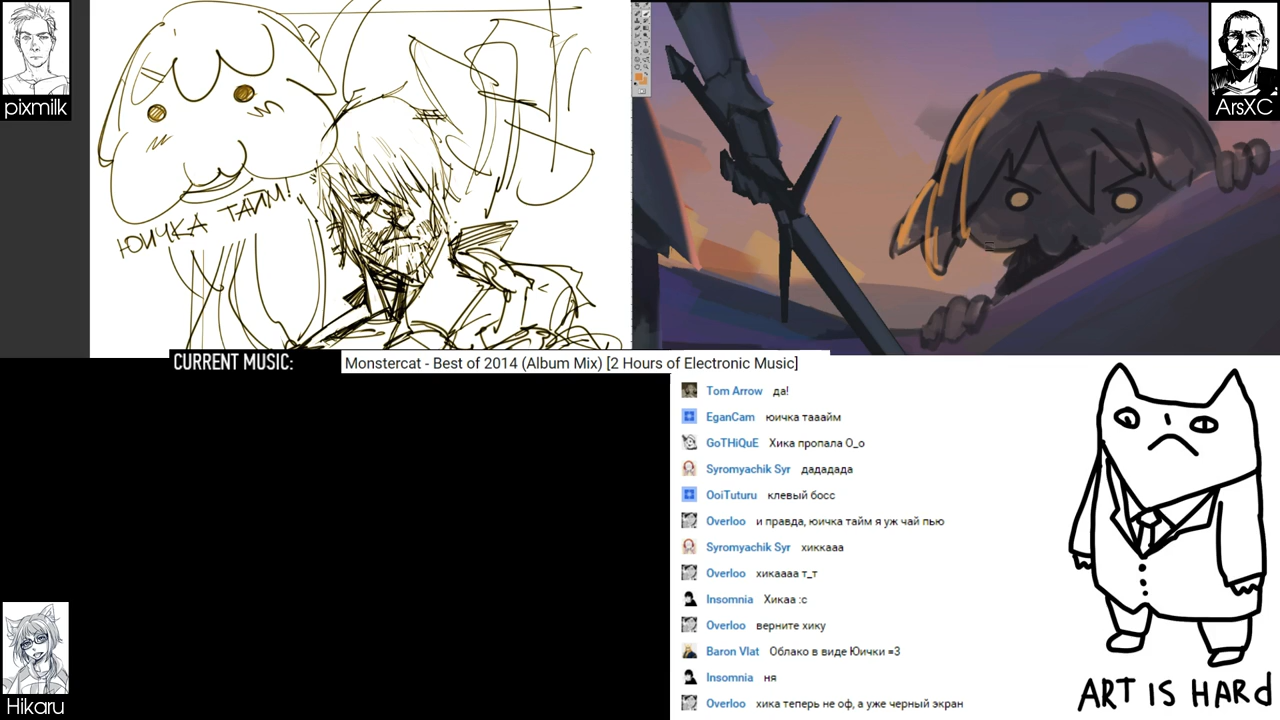 pixmilk
ЮИЧКА ТАЙМ!
ArsXC
CURRENT MUSIC:
Monstercat - Best of 2014 (Album Mix) [2 Hours of Electronic Music]
Tom Arrow да!
EganCam юичка тааайм
GoTHiQuE Хика пропала О_о
Syromyachik Syr дададада
OoiTuturu клевый босс
Overloo и правда, юичка тайм я уж чай пью
Syromyachik Syr хиккааа
Overloo хикаааа т_т
Insomnia Хикаа :с
Overloo верните хику
Baron Vlat Облако в виде Юички =3
Insomnia ня
Overloo хика теперь не оф, а уже черный экран
Hikaru
ART IS HARd